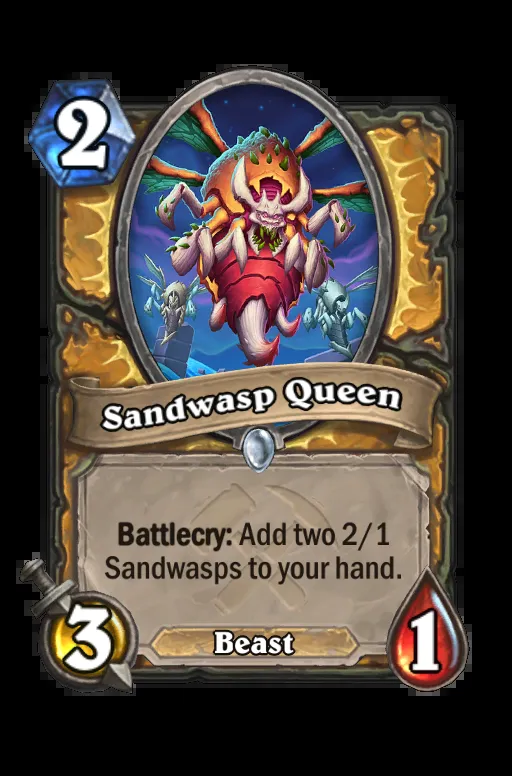 2
Sandwasp Queen
Battlecry: Add two 2/1
Sandwasps to your hand.
3
Beast
1